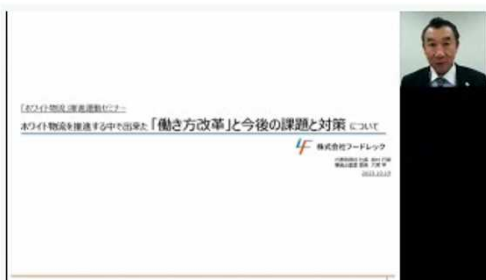 「ホワイト物流」推進運動セミナー
ホワイト物流を推進する中で出来た「働き方改革」と今後の課題と対策 について
株式会社フードレック